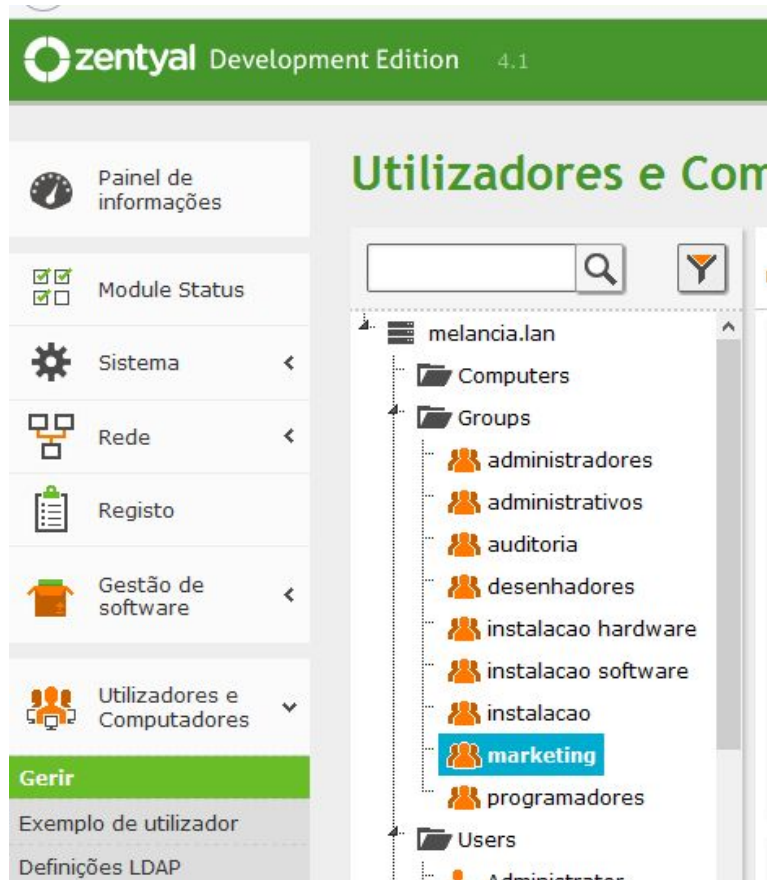 zentyal Development Edition 4.1
Painel de
informações
Module Status
Sistema
Rede
Registo
Gestão de
software
Utilizadores e
Computadores
Gerir
Exemplo de utilizador
Definições LDAP
Utilizadores e Com
melancia.lan
Computers
Groups
administradores
administrativos
auditoria
desenhadores
instalacao hardware
instalacao software
instalacao
marketing
programadores
Users
Administrator